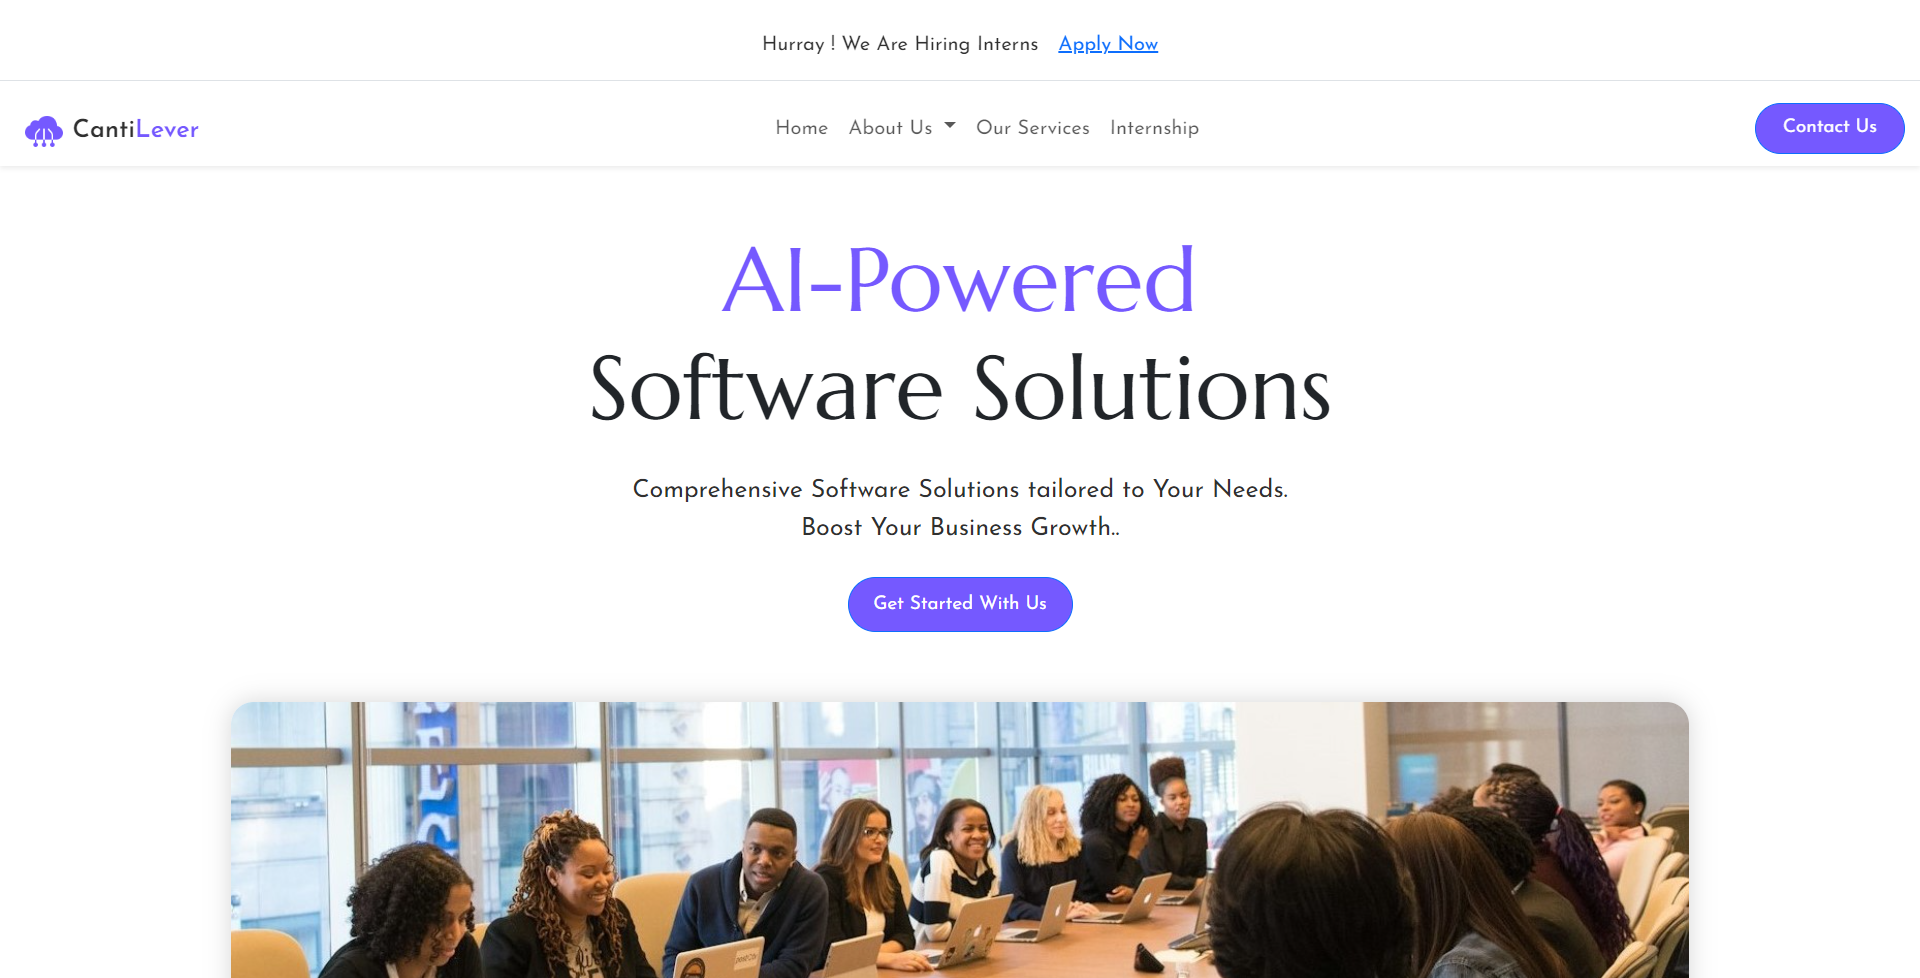 Hurray ! We Are Hiring Interns Apply Now
CantiLever
Home About Us Our Services Internship
Contact Us
AI-Powered
Software Solutions
Comprehensive Software Solutions tailored to Your Needs.
Boost Your Business Growth..
Get Started With Us